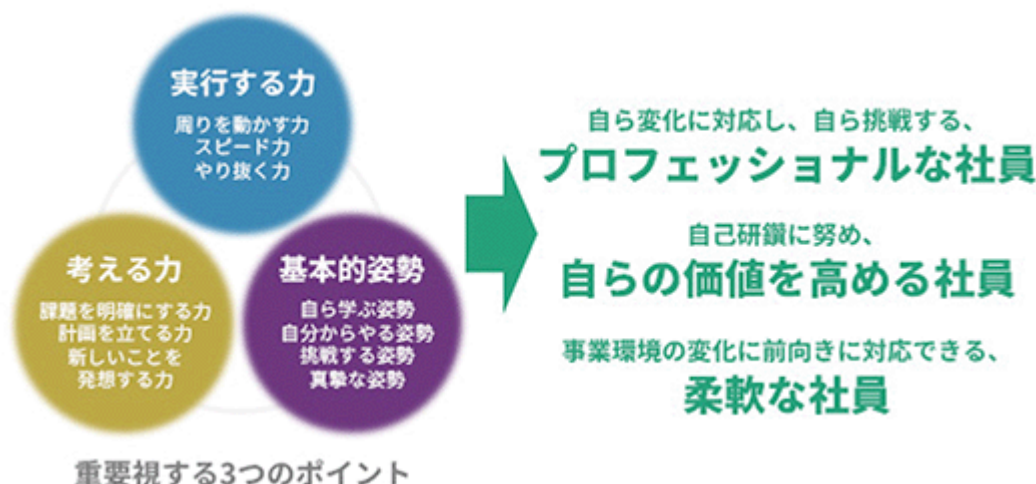 実行する力
周りを動かす力
スピード力
やり抜く力
考える力
課題を明確にする力
計画を立てる力
新しいことを
発想する力
基本的姿勢
自ら学ぶ姿勢
自分からやる姿勢
挑戦する姿勢
真摯な姿勢
重要視する3つのポイント
自ら変化に対応し、自ら挑戦する、
プロフェッショナルな社員
自己研鑽に努め、
自らの価値を高める社員
事業環境の変化に前向きに対応できる、
柔軟な社員